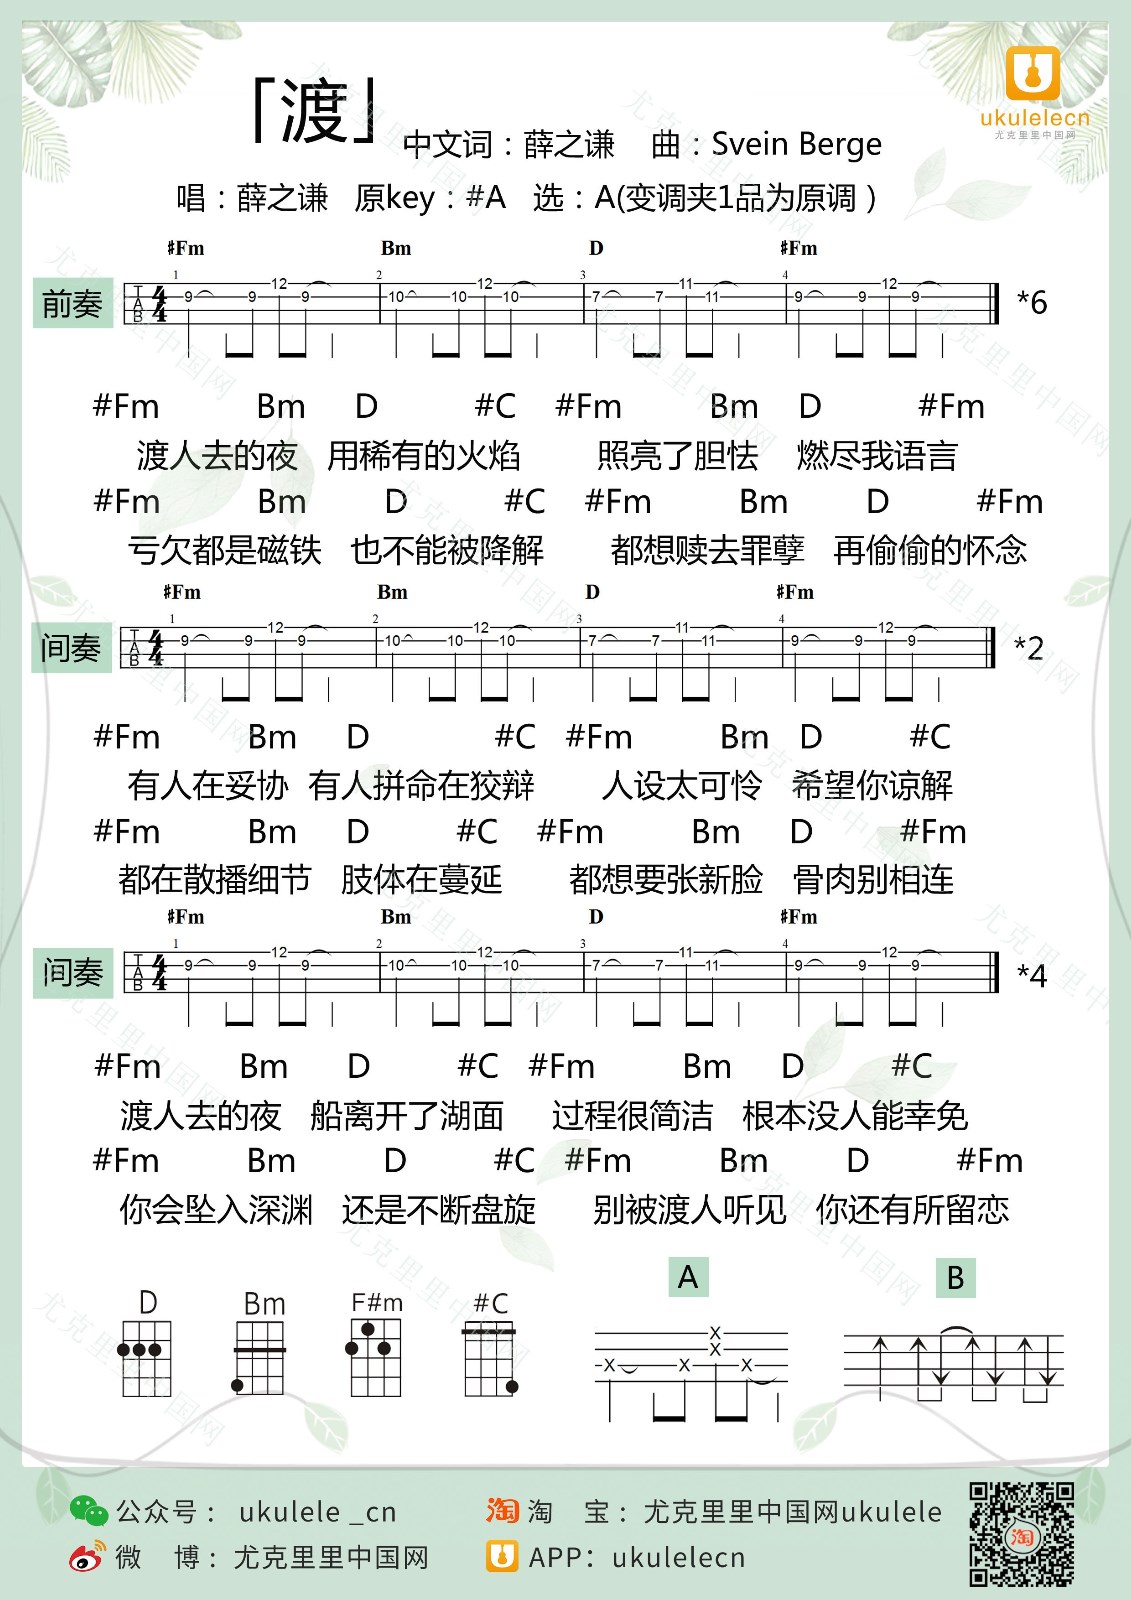 「渡」
ukulelecn
尤克里里中国网
中文词：薛之谦 曲：Svein Berge
唱：薛之谦 原key：#A 选：A(变调夹1品为原调）
♯Fm Bm D ♯Fm
1 2 3 4
前奏 TAB 4/4 9 9 12 9 10 10 12 10 7 7 11 11 9 9 12 9 *6
#Fm Bm D #C #Fm Bm D #Fm
渡人去的夜 用稀有的火焰 照亮了胆怯 燃尽我语言
#Fm Bm D #C #Fm Bm D #Fm
亏欠都是磁铁 也不能被降解 都想赎去罪孽 再偷偷的怀念
♯Fm Bm D ♯Fm
1 2 3 4
间奏 TAB 4/4 9 9 12 9 10 10 12 10 7 7 11 11 9 9 12 9 *2
#Fm Bm D #C #Fm Bm D #C
有人在妥协 有人拼命在狡辩 人设太可怜 希望你谅解
#Fm Bm D #C #Fm Bm D #Fm
都在散播细节 肢体在蔓延 都想要张新脸 骨肉别相连
♯Fm Bm D ♯Fm
1 2 3 4
间奏 TAB 4/4 9 9 12 9 10 10 12 10 7 7 11 11 9 9 12 9 *4
#Fm Bm D #C #Fm Bm D #C
渡人去的夜 船离开了湖面 过程很简洁 根本没人能幸免
#Fm Bm D #C #Fm Bm D #Fm
你会坠入深渊 还是不断盘旋 别被渡人听见 你还有所留恋
A B
D Bm F#m #C
X X X X X
公众号：ukulele _cn 淘 淘 宝：尤克里里中国网ukulele
微 博：尤克里里中国网 APP：ukulelecn
淘